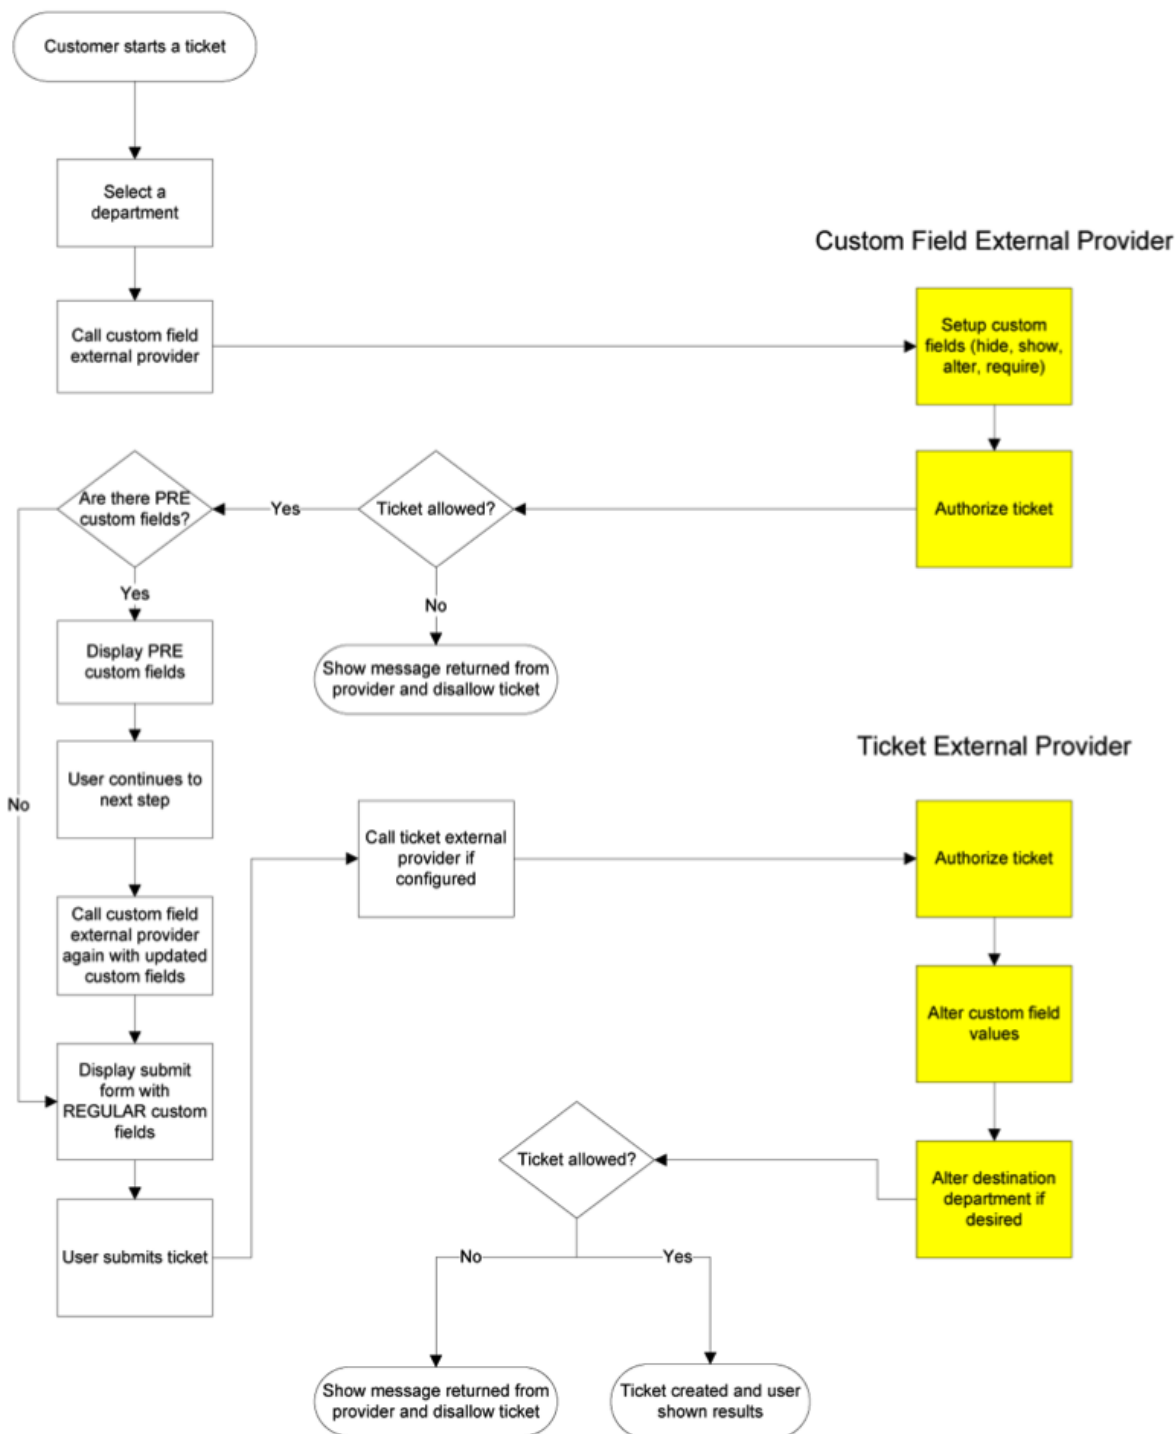 Customer starts a ticket
Select a
department
Custom Field External Provider
Call custom field
external provider
Setup custom
fields (hide, show,
alter, require)
Are there PRE
custom fields?
Yes
Ticket allowed?
Authorize ticket
Yes
No
Display PRE
custom fields
Show message returned from
provider and disallow ticket
Ticket External Provider
User continues to
next step
No
Call ticket external
provider if
configured
Authorize ticket
Call custom field
external provider
again with updated
custom fields
Alter custom field
values
Display submit
form with
REGULAR custom
fields
Ticket allowed?
Alter destination
department if
desired
User submits ticket
No
Yes
Show message returned from
provider and disallow ticket
Ticket created and user
shown results